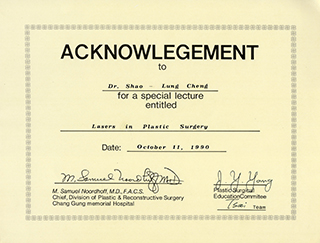 ACKNOWLEGEMENT
to
Dr. Shao - Lung Cheng
for a special lecture
entitled
Lasers in Plastic Surgery
Date: October 11, 1990
M. Samuel Noordhoff, M.D., F.A.C.S.
Chief, Division of Plastic & Reconstructive Surgery
Chang Gung memorial Hospital
Plastic Surgical
Education Commitee
Team